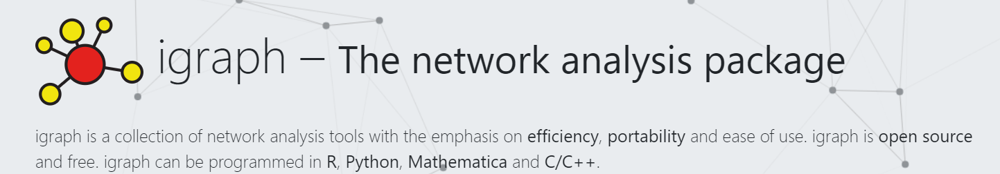 igraph – The network analysis package
igraph is a collection of network analysis tools with the emphasis on efficiency, portability and ease of use. igraph is open source
and free. igraph can be programmed in R, Python, Mathematica and C/C++.